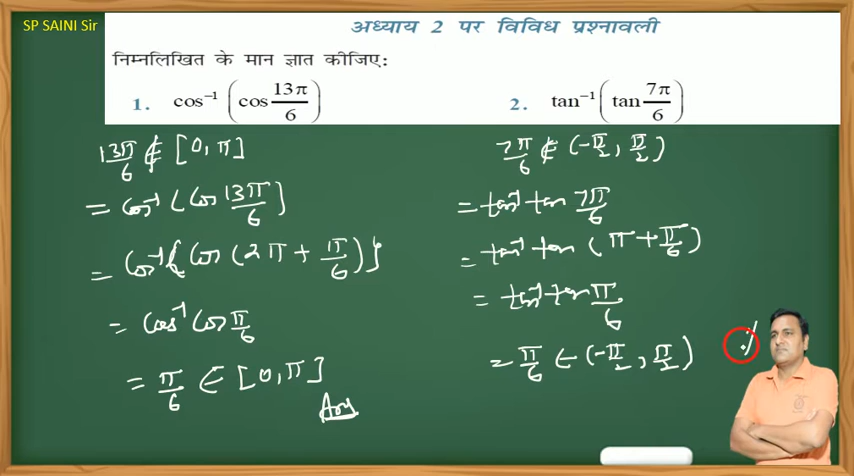 SP SAINI Sir
अध्याय 2 पर विविध प्रश्नावली
निम्नलिखित के मान ज्ञात कीजिए:
1. cos⁻¹ (cos 13π/6)
2. tan⁻¹ (tan 7π/6)
13π/6 ∉ [0, π]
= cos⁻¹ (cos 13π/6]
= cos⁻¹{ cos (2π + π/6)}
= cos⁻¹ cos π/6
= π/6 ∈ [0, π]
Ans
7π/6 ∉ (-π/2, π/2)
= tan⁻¹ tan 7π/6
= tan⁻¹ tan (π + π/6)
= tan⁻¹ tan π/6
= π/6 ∈ (-π/2, π/2)